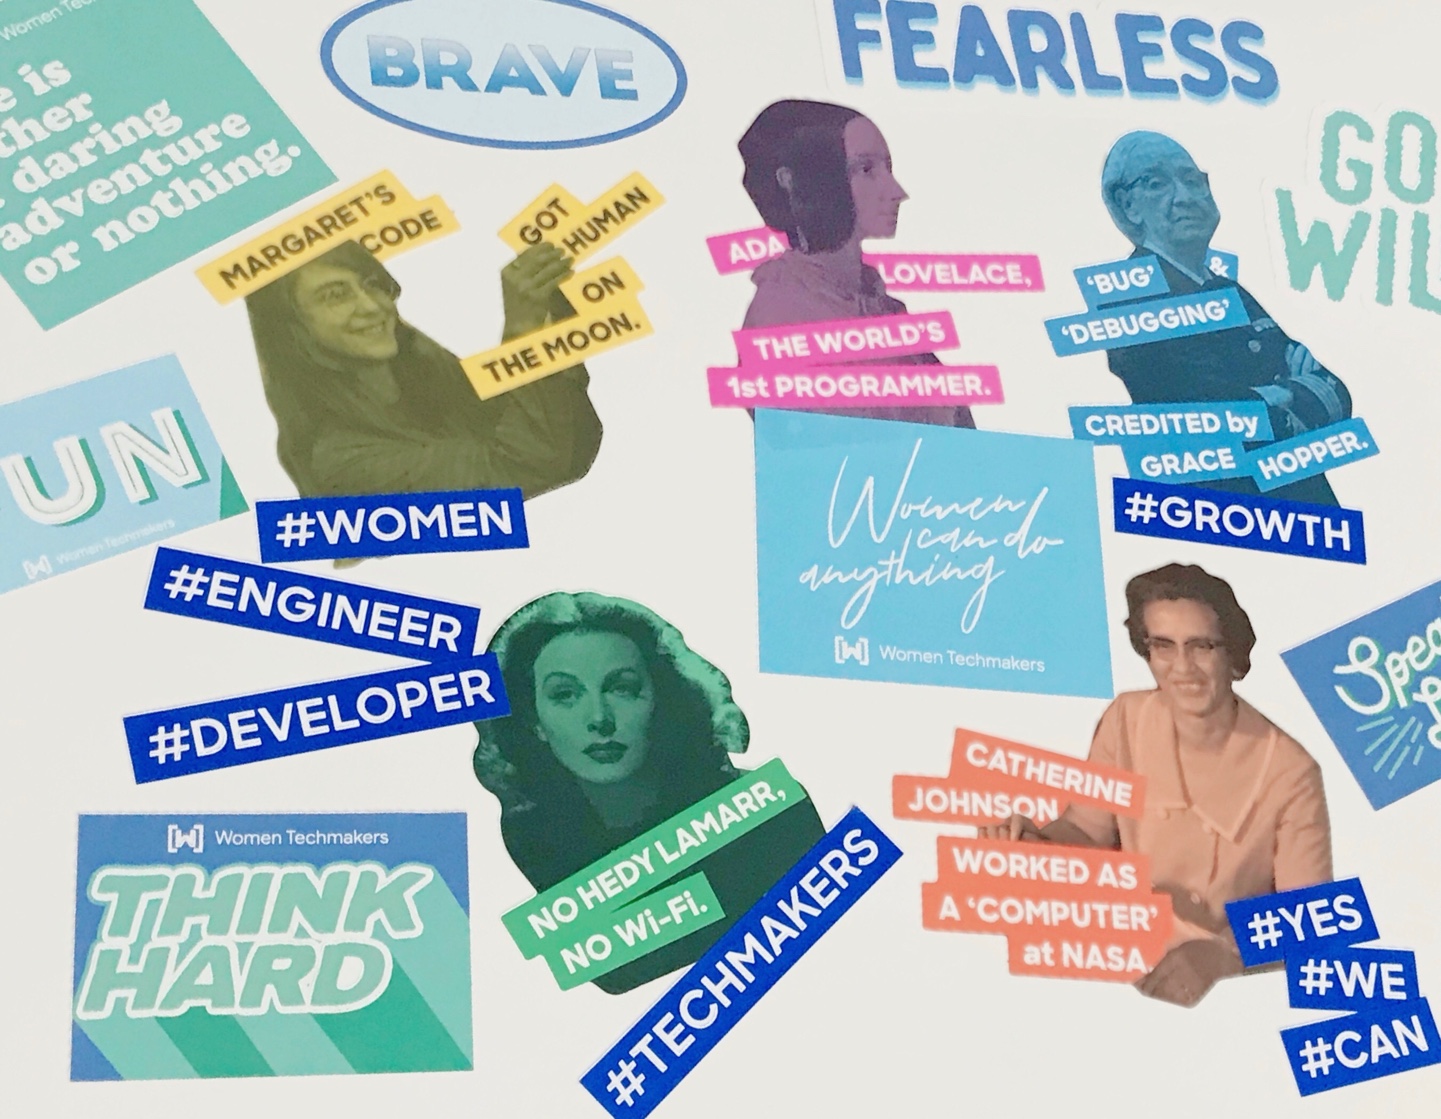 Women Tec
e is
ther
daring
adventure
or nothing.
BRAVE
FEARLESS
GO
WIL
MARGARET'S
CODE
GOT
HUMAN
ON
THE MOON.
ADA
LOVELACE,
THE WORLD'S
1st PROGRAMMER.
'BUG' &
'DEBUGGING'
CREDITED by
GRACE HOPPER.
UN
Women Techmakers
#WOMEN
#ENGINEER
#DEVELOPER
Women
can do
anything
Women Techmakers
#GROWTH
Spea
NO HEDY LAMARR,
NO Wi-Fi.
#TECHMAKERS
CATHERINE
JOHNSON
WORKED AS
A 'COMPUTER'
at NASA.
Women Techmakers
THINK
HARD
#YES
#WE
#CAN